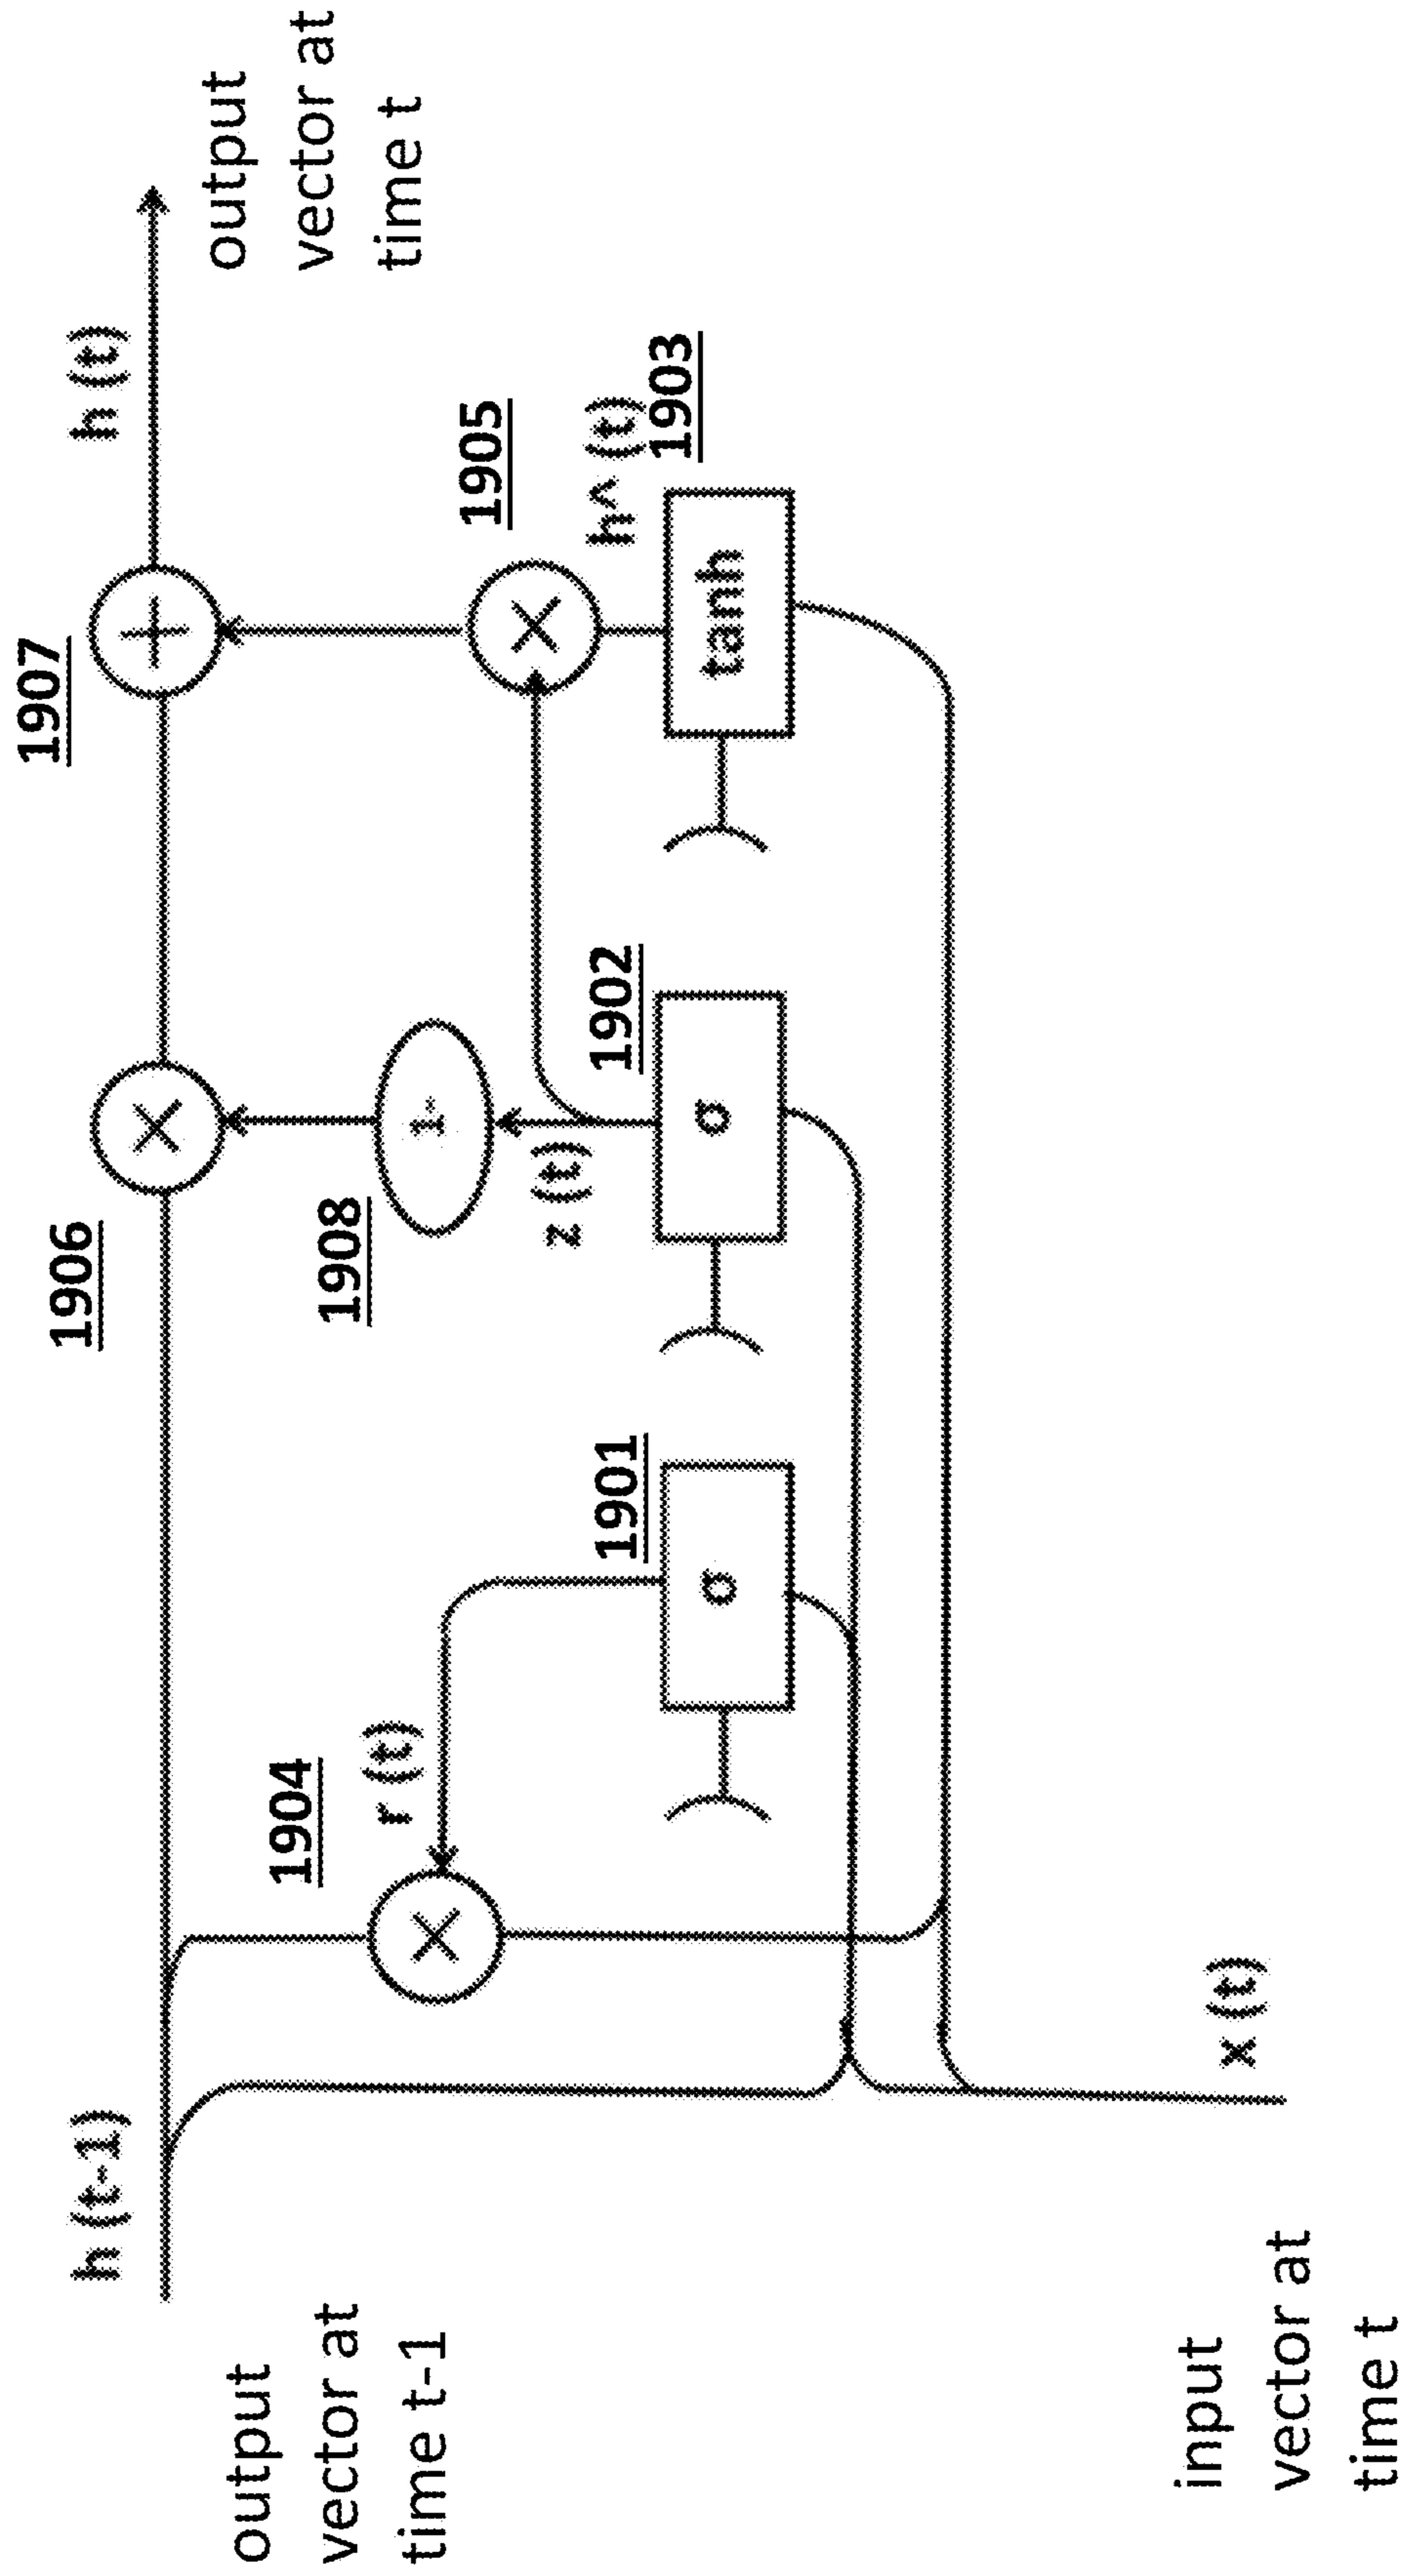 h (t-1)
output
vector at
time t-1
1906
×
1907
+
h (t)
output
vector at
time t
1904
×
r (t)
1908
1-
z (t)
1905
×
h^ (t)
1901
σ
1902
σ
1903
tanh
x (t)
input
vector at
time t